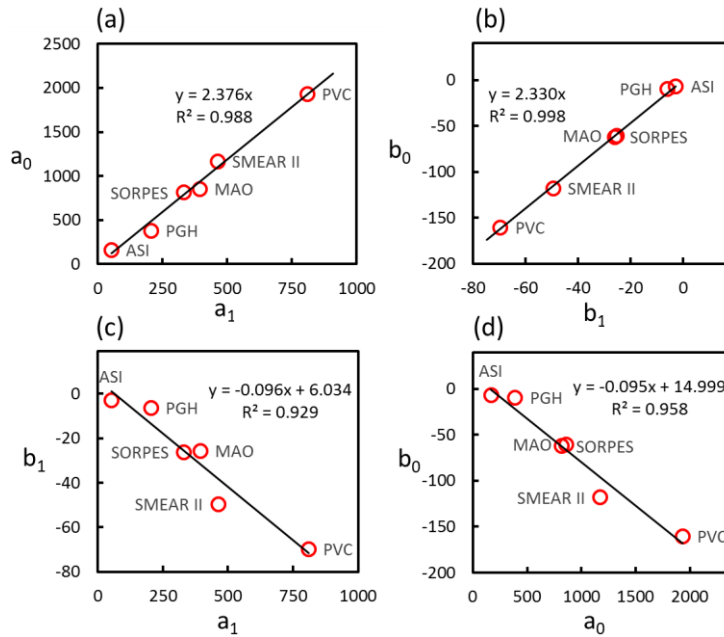 (a)
2500
2000
1500
1000
500
0
a0
y = 2.376x
R² = 0.988
PVC
SMEAR II
SORPES
MAO
PGH
ASI
0 250 500 750 1000
a1
(b)
0
-50
-100
-150
-200
b0
PGH
ASI
y = 2.330x
R² = 0.998
MAO
SORPES
SMEAR II
PVC
-80 -60 -40 -20 0
b1
(c)
0
-20
-40
-60
-80
b1
ASI
y = -0.096x + 6.034
R² = 0.929
PGH
SORPES
MAO
SMEAR II
PVC
0 250 500 750 1000
a1
(d)
0
-50
-100
-150
-200
b0
ASI
y = -0.095x + 14.999
R² = 0.958
PGH
MAO
SORPES
SMEAR II
PVC
0 500 1000 1500 2000
a0